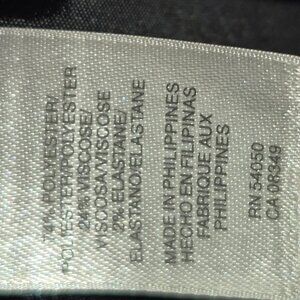 74% POLYESTER/
POLYESTER/POLYESTER
24% VISCOSE/
VISCOSA/VISCOSE
2% ELASTANE/
ELASTANO/ELASTANE
MADE IN PHILIPPINES
HECHO EN FILIPINAS
FABRIQUE AUX
PHILIPPINES
RN 54050
CA 06349